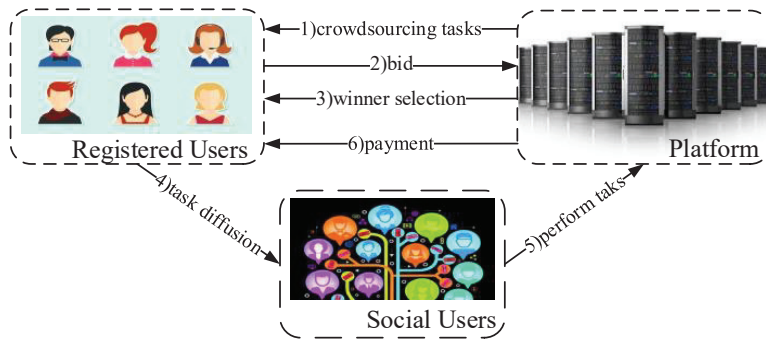 1)crowdsourcing tasks
2)bid
3)winner selection
6)payment
Registered Users
Platform
4)task diffusion
5)perform taks
Social Users